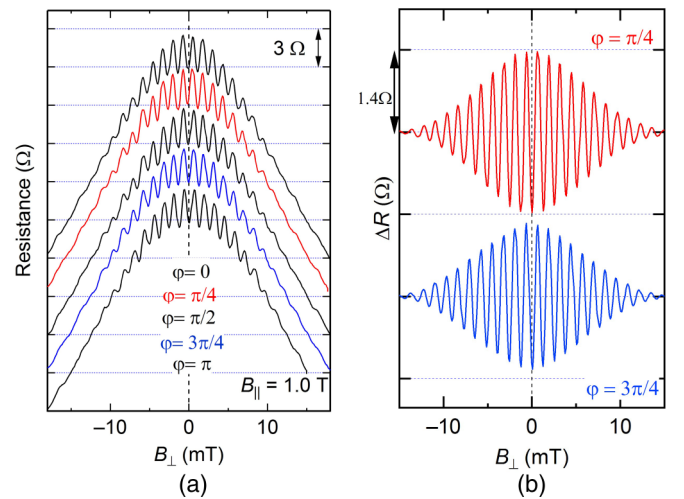 3 Ω
Resistance (Ω)
φ= 0
φ= π/4
φ= π/2
φ= 3π/4
φ= π
B|| = 1.0 T
−10 0 10
B⊥ (mT)
(a)
φ = π/4
1.4Ω
ΔR (Ω)
φ = 3π/4
−10 0 10
B⊥ (mT)
(b)